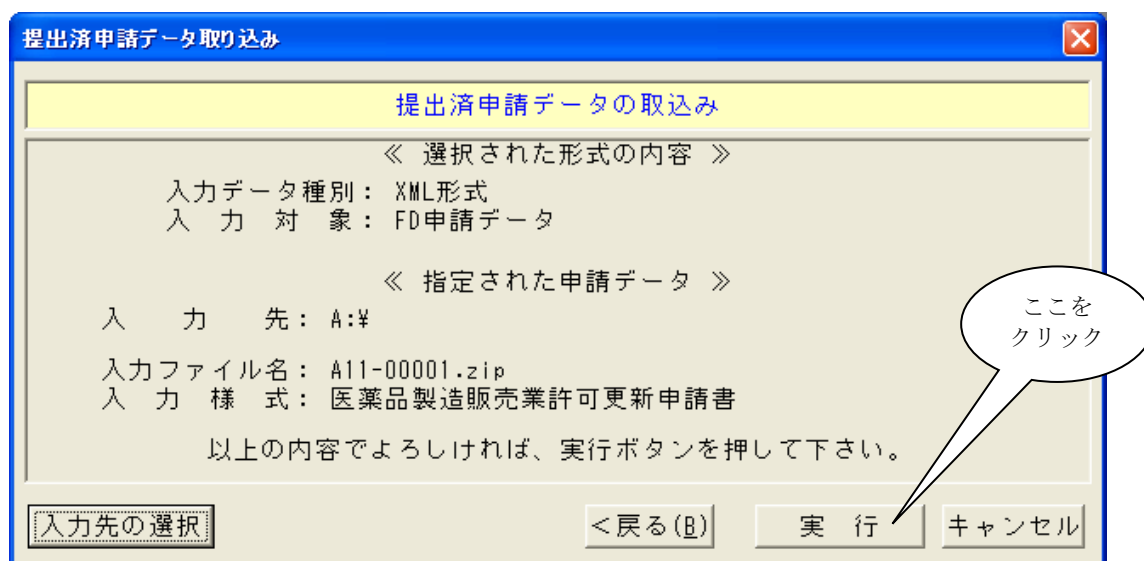 提出済申請データ取り込み
提出済申請データの取込み
≪ 選択された形式の内容 ≫
入力データ種別： XML形式
入 力 対 象： FD申請データ
≪ 指定された申請データ ≫
入 力 先： A:¥
入力ファイル名： A11-00001.zip
入 力 様 式： 医薬品製造販売業許可更新申請書
以上の内容でよろしければ、実行ボタンを押して下さい。
ここを
クリック
入力先の選択
<戻る(B)
実 行
キャンセル